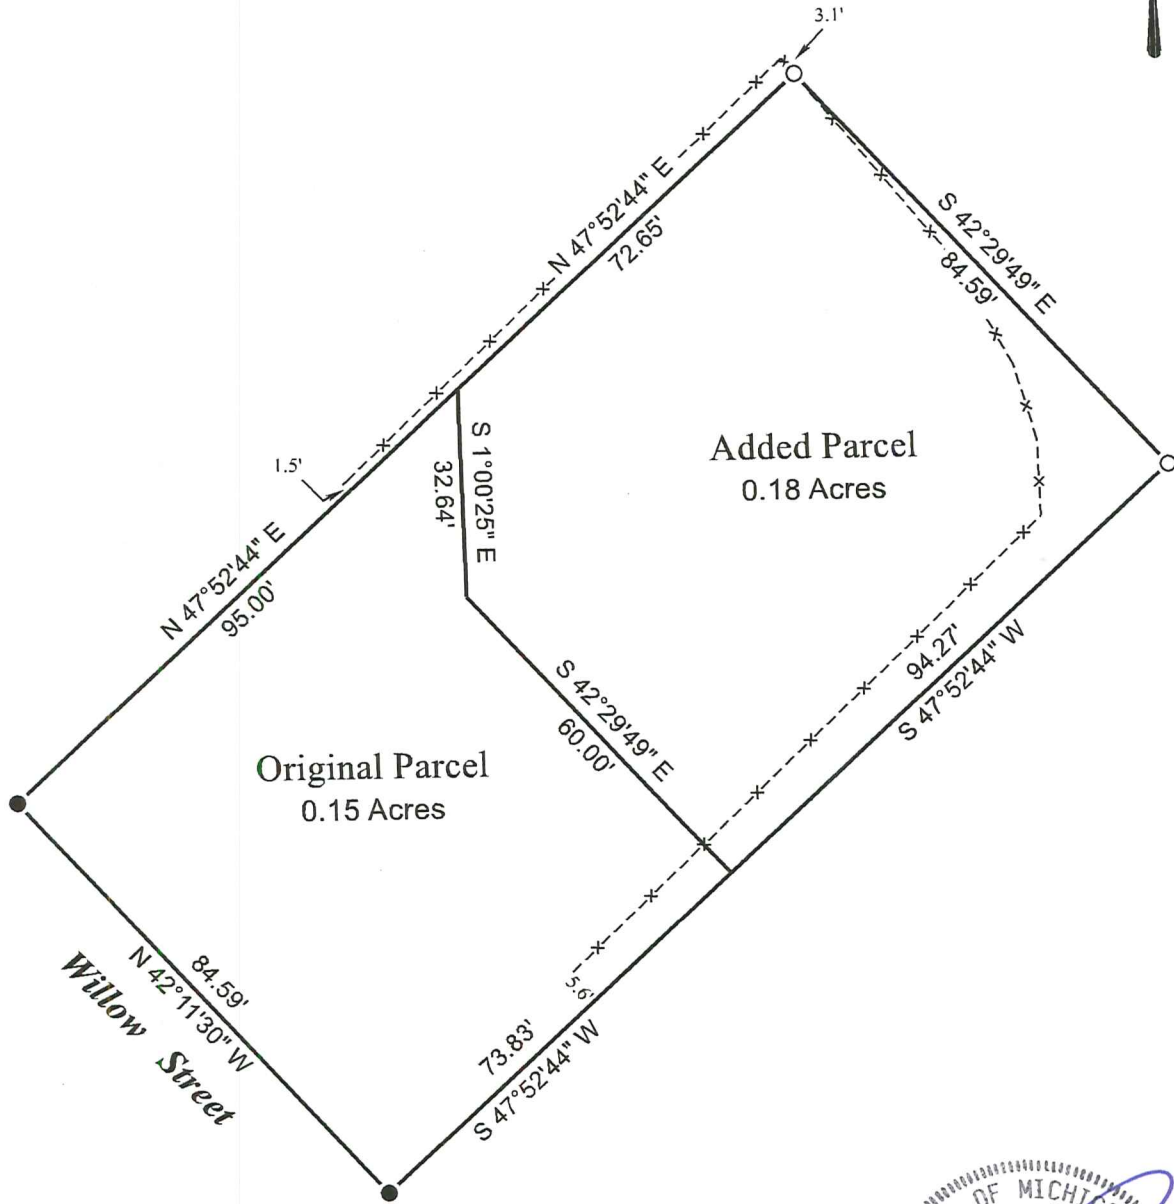 3.1'
N 47°52'44" E
72.65'
S 42°29'49" E
84.59'
S 1°00'25" E
32.64'
Added Parcel
0.18 Acres
1.5'
N 47°52'44" E
95.00'
94.27'
S 47°52'44" W
S 42°29'49" E
60.00'
Original Parcel
0.15 Acres
84.59'
N 42°11'30" W
Willow Street
5.6'
73.83'
S 47°52'44" W
OF